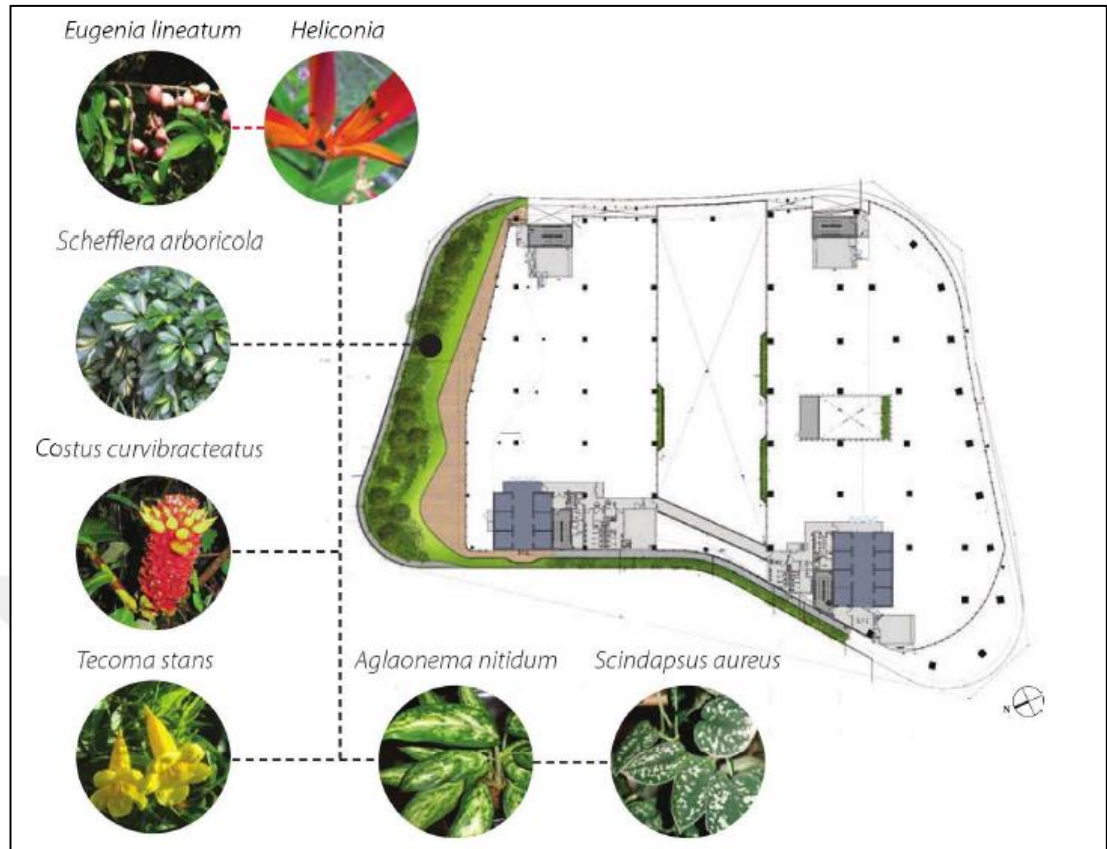 Eugenia lineatum
Heliconia
Schefflera arboricola
Costus curvibracteatus
Tecoma stans
Aglaonema nitidum
Scindapsus aureus
N